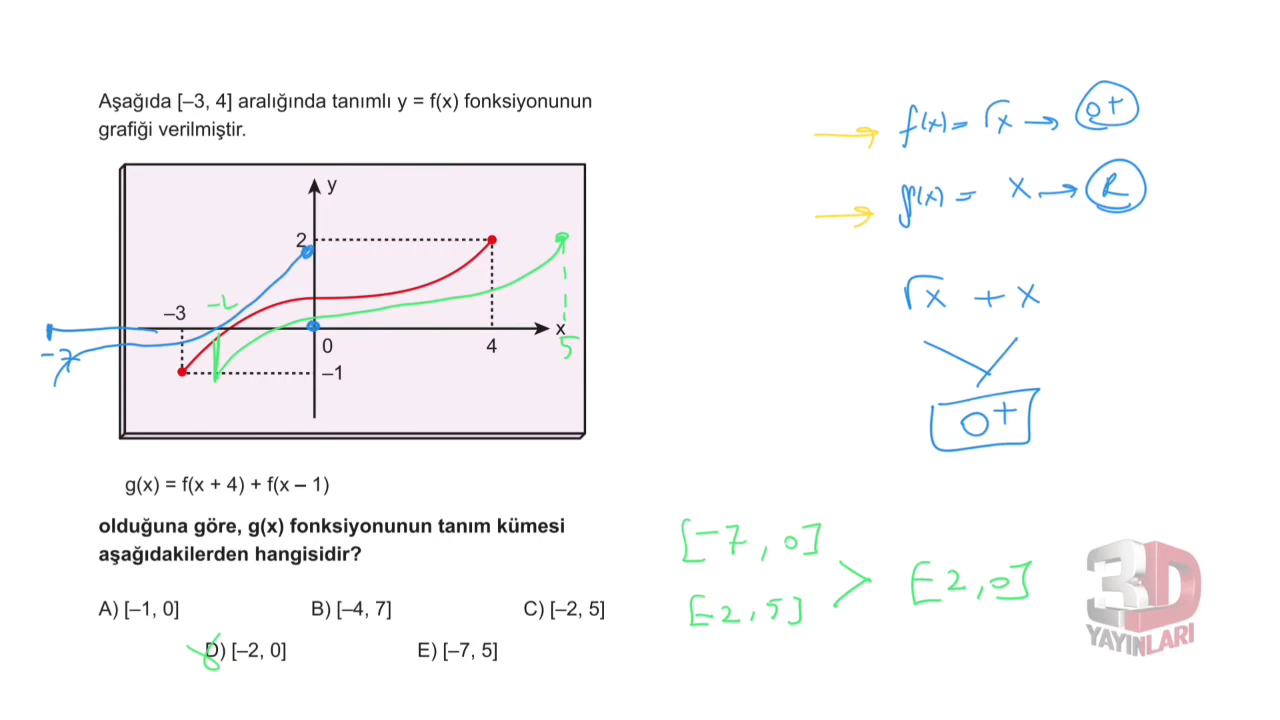 Aşağıda [–3, 4] aralığında tanımlı y = f(x) fonksiyonunun
grafiği verilmiştir.
y
2
–2
–3
x
–7
0
4
5
–1
g(x) = f(x + 4) + f(x – 1)
olduğuna göre, g(x) fonksiyonunun tanım kümesi
aşağıdakilerden hangisidir?
A) [–1, 0]
B) [–4, 7]
C) [–2, 5]
D) [–2, 0]
E) [–7, 5]
f(x) = √x → 0+
g(x) = x → R
√x + x
0+
[-7, 0]
[-2, 5]
> [-2, 0]
3D
YAYINLARI